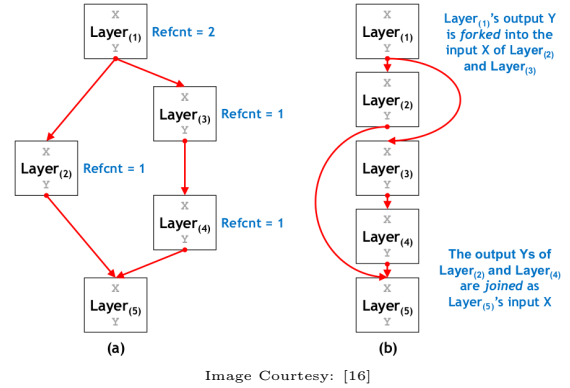 X
Layer(1)
Y
Refcnt = 2
X
Layer(3)
Y
Refcnt = 1
X
Layer(2)
Y
Refcnt = 1
X
Layer(4)
Y
Refcnt = 1
X
Layer(5)
Y
(a)
X
Layer(1)
Y
X
Layer(2)
Y
X
Layer(3)
Y
X
Layer(4)
Y
X
Layer(5)
Y
(b)
Layer(1)'s output Y
is forked into the
input X of Layer(2)
and Layer(3)
The output Ys of
Layer(2) and Layer(4)
are joined as
Layer(5)'s input X
Image Courtesy: [16]